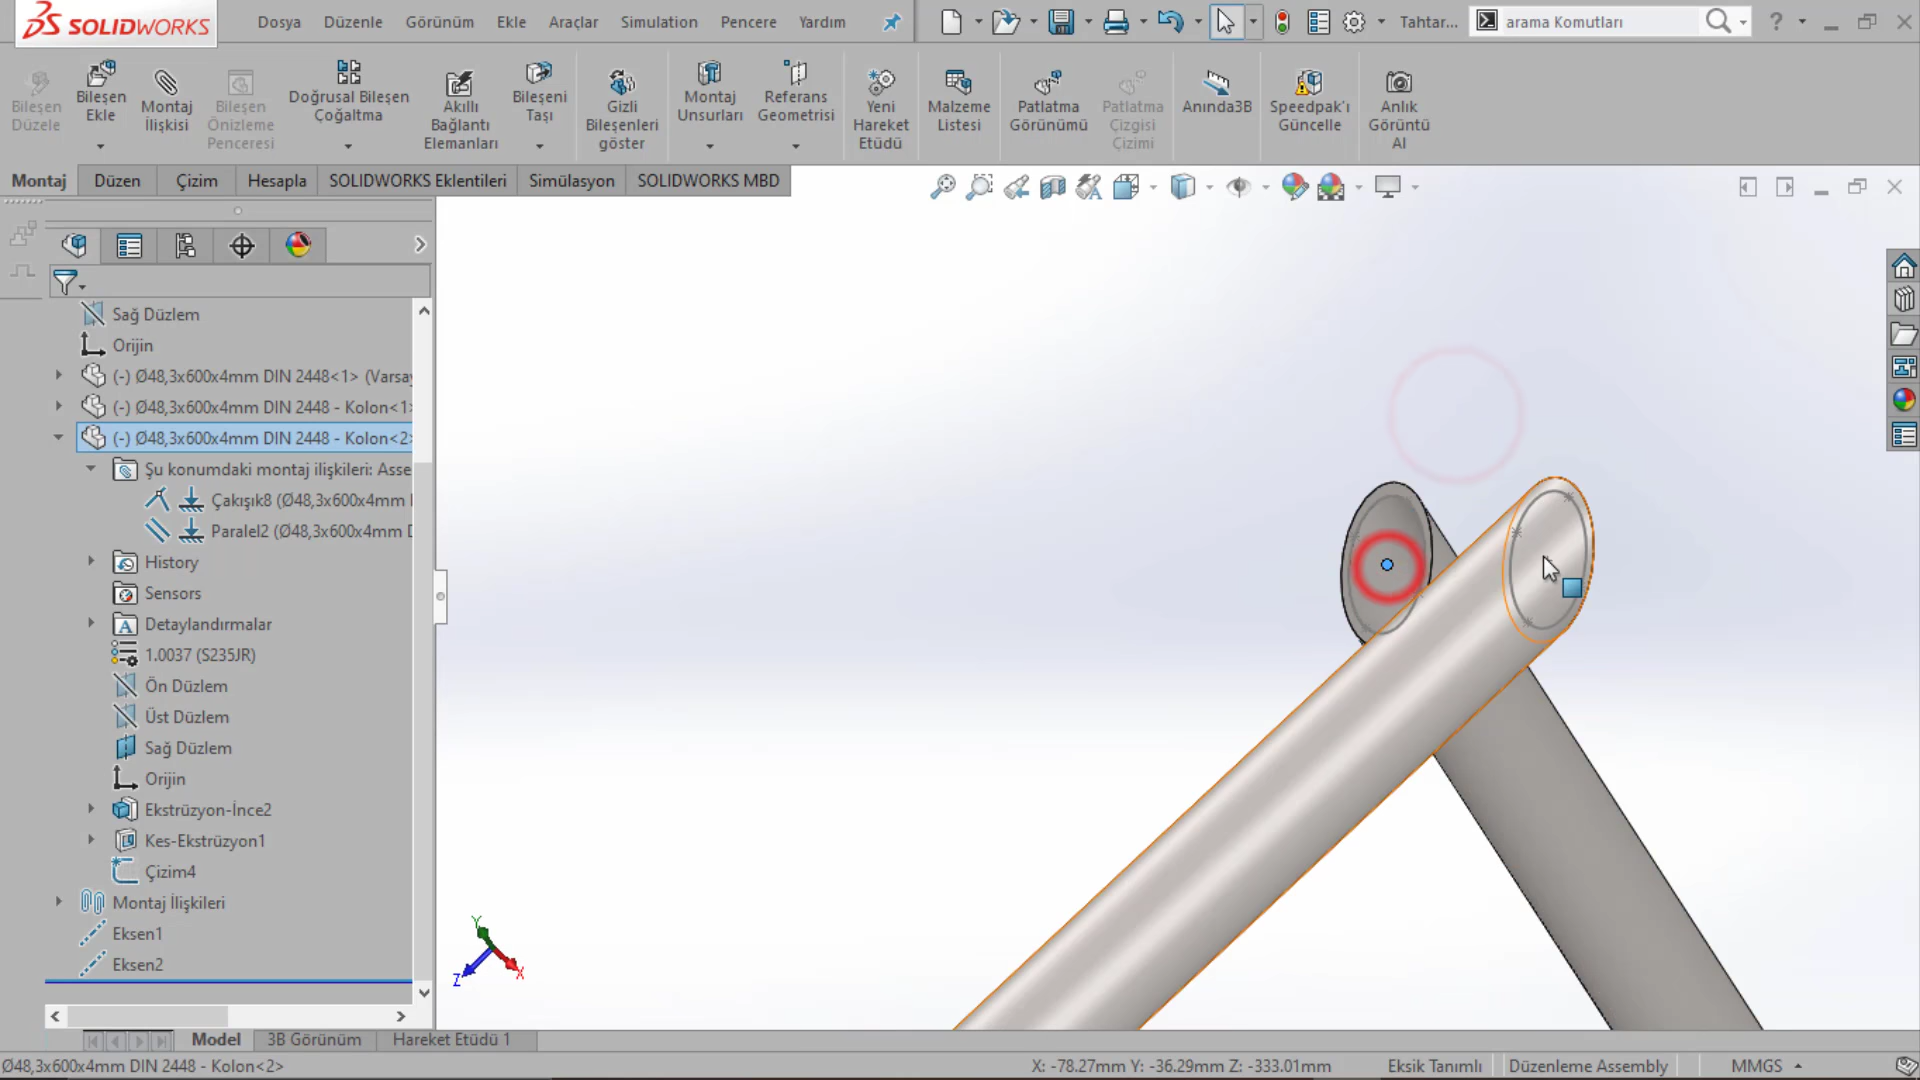 SOLIDWORKS
Dosya Düzenle Görünüm Ekle Araçlar Simulation Pencere Yardım
Tahtar...
arama Komutları
Bileşen Düzele
Bileşen Ekle
Montaj İlişkisi
Bileşen Önizleme Penceresi
Doğrusal Bileşen Çoğaltma
Akıllı Bağlantı Elemanları
Bileşeni Taşı
Gizli Bileşenleri göster
Montaj Unsurları
Referans Geometrisi
Yeni Hareket Etüdü
Malzeme Listesi
Patlatma Görünümü
Patlatma Çizgisi Çizimi
Anında3B
Speedpak'ı Güncelle
Anlık Görüntü Al
Montaj Düzen Çizim Hesapla SOLIDWORKS Eklentileri Simülasyon SOLIDWORKS MBD
Sağ Düzlem
Orijin
(-) Ø48,3x600x4mm DIN 2448<1> (Varsay
(-) Ø48,3x600x4mm DIN 2448 - Kolon<1>
(-) Ø48,3x600x4mm DIN 2448 - Kolon<2>
Şu konumdaki montaj ilişkileri: Asse
Çakışık8 (Ø48,3x600x4mm
Paralel2 (Ø48,3x600x4mm D
History
Sensors
Detaylandırmalar
1.0037 (S235JR)
Ön Düzlem
Üst Düzlem
Sağ Düzlem
Orijin
Ekstrüzyon-İnce2
Kes-Ekstrüzyon1
Çizim4
Montaj İlişkileri
Eksen1
Eksen2
Y
Z X
Model 3B Görünüm Hareket Etüdü 1
Ø48,3x600x4mm DIN 2448 - Kolon<2>
X: -78.27mm Y: -36.29mm Z: -333.01mm
Eksik Tanımlı
Düzenleme Assembly
MMGS